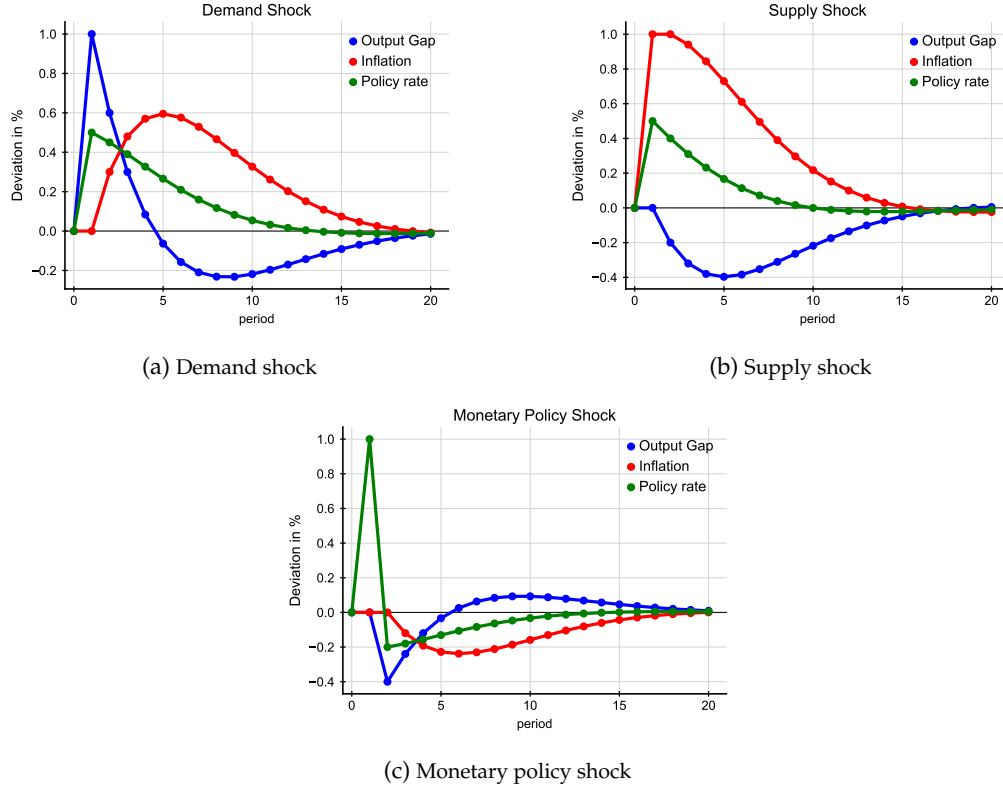 Demand Shock
Output Gap
Inflation
Policy rate
Deviation in %
1.0
0.8
0.6
0.4
0.2
0.0
−0.2
0
5
10
15
20
period
(a) Demand shock
Supply Shock
Output Gap
Inflation
Policy rate
Deviation in %
1.0
0.8
0.6
0.4
0.2
0.0
−0.2
−0.4
0
5
10
15
20
period
(b) Supply shock
Monetary Policy Shock
Output Gap
Inflation
Policy rate
Deviation in %
1.0
0.8
0.6
0.4
0.2
0.0
−0.2
−0.4
0
5
10
15
20
period
(c) Monetary policy shock